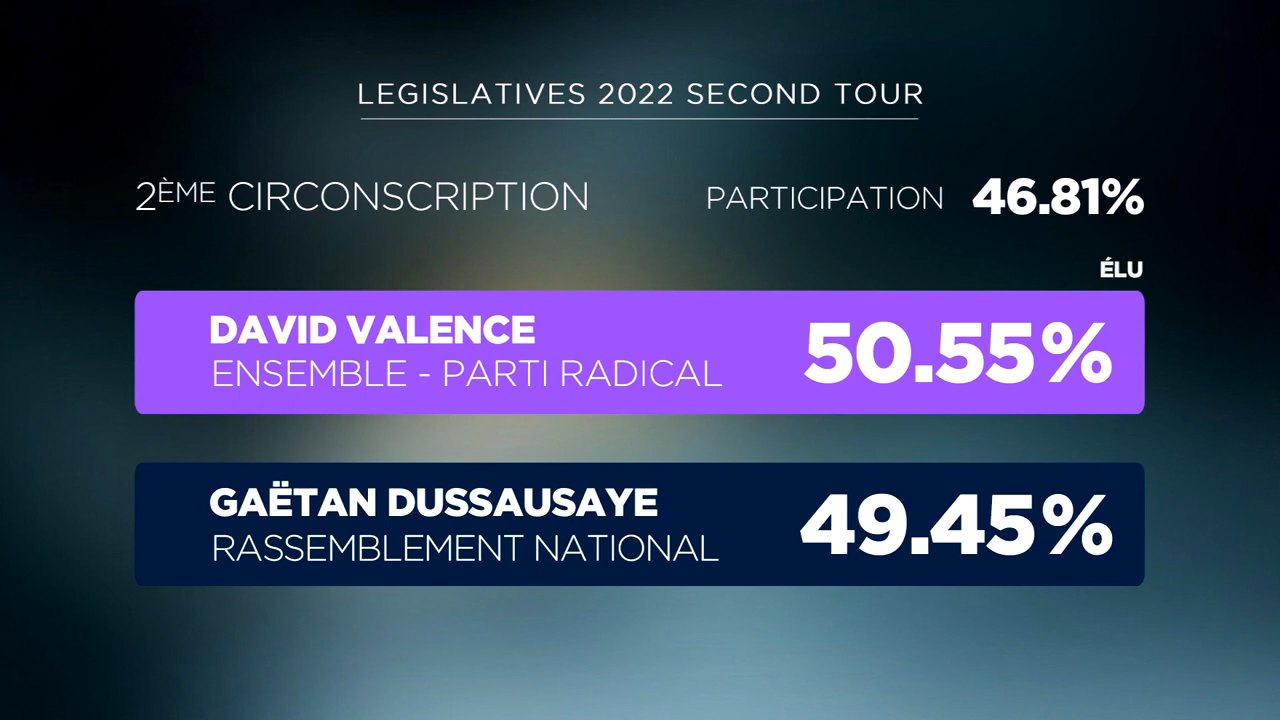 LEGISLATIVES 2022 SECOND TOUR
2ÈME CIRCONSCRIPTION PARTICIPATION 46.81%
ÉLU
DAVID VALENCE
ENSEMBLE - PARTI RADICAL
50.55%
GAËTAN DUSSAUSAYE
RASSEMBLEMENT NATIONAL
49.45%